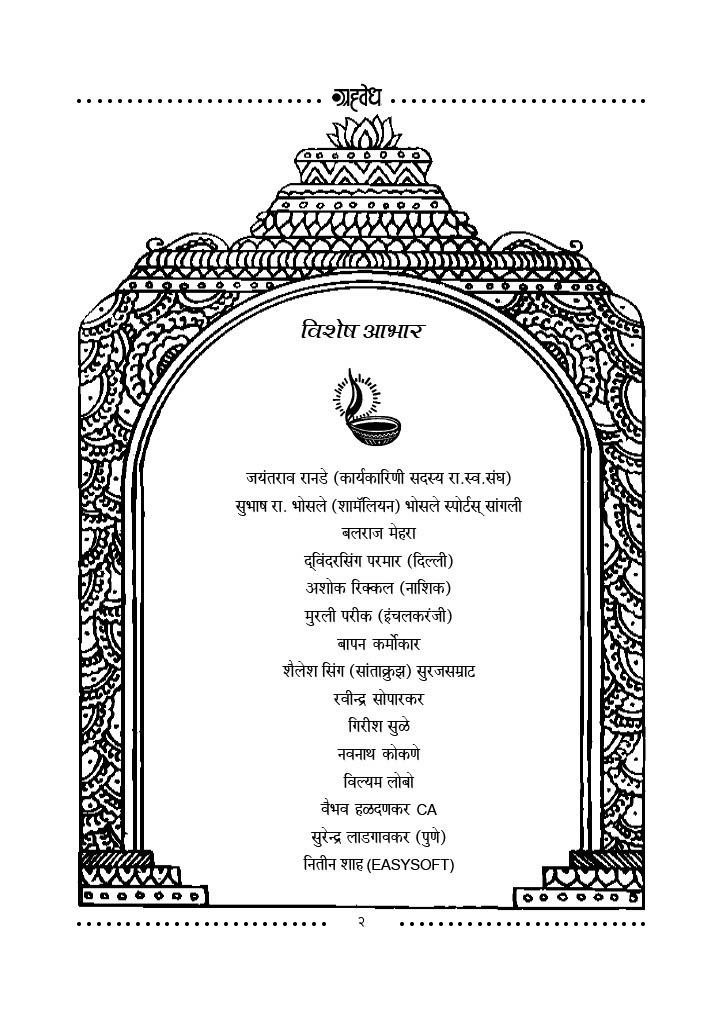 ग्रहवेध
विशेष आभार
जयंतराव रानडे (कार्यकारिणी सदस्य रा.स्व.संघ)
सुभाष रा. भोसले (शामॅलियन) भोसले स्पोर्टस् सांगली
बलराज मेहरा
द्विंदरसिंग परमार (दिल्ली)
अशोक रिक्कल (नाशिक)
मुरली परीक (इंचलकरंजी)
बापन कर्मोकार
शैलेश सिंग (सांताक्रुझ) सुरजसम्राट
रवीन्द्र सोपारकर
गिरीश सुळे
नवनाथ कोकणे
विल्यम लोबो
वैभव हळदणकर CA
सुरेन्द्र लाडगावकर (पुणे)
नितीन शाह (EASYSOFT)
२